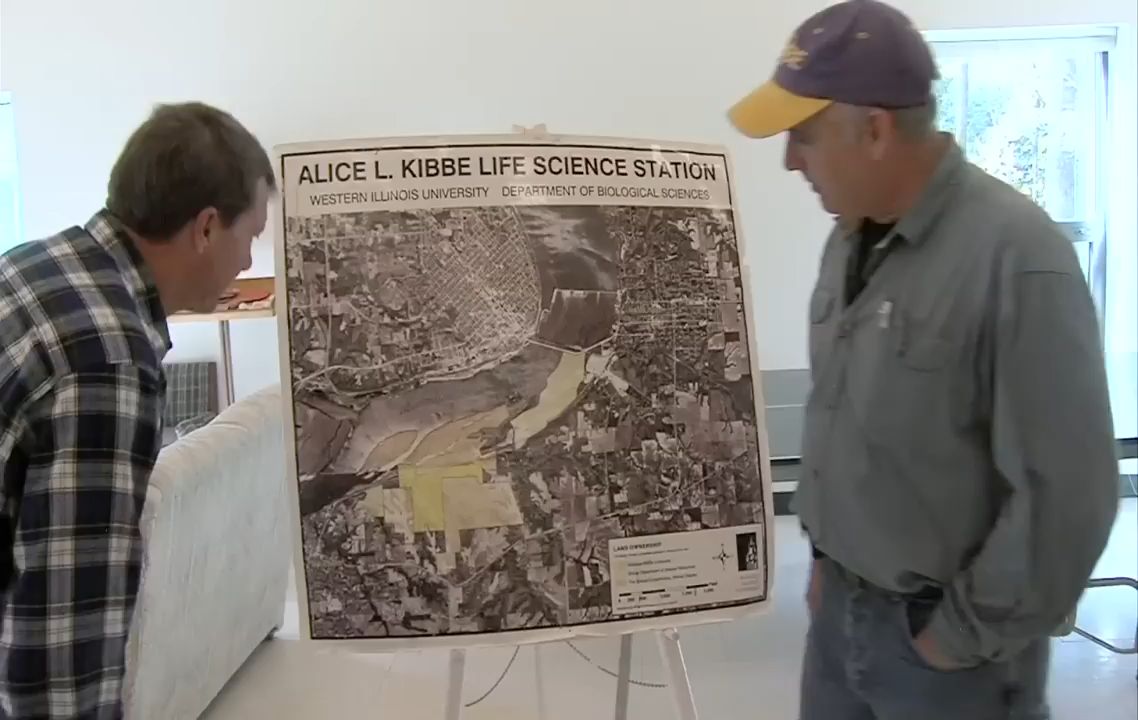 ALICE L. KIBBE LIFE SCIENCE STATION
WESTERN ILLINOIS UNIVERSITY DEPARTMENT OF BIOLOGICAL SCIENCES
LAND OWNERSHIP